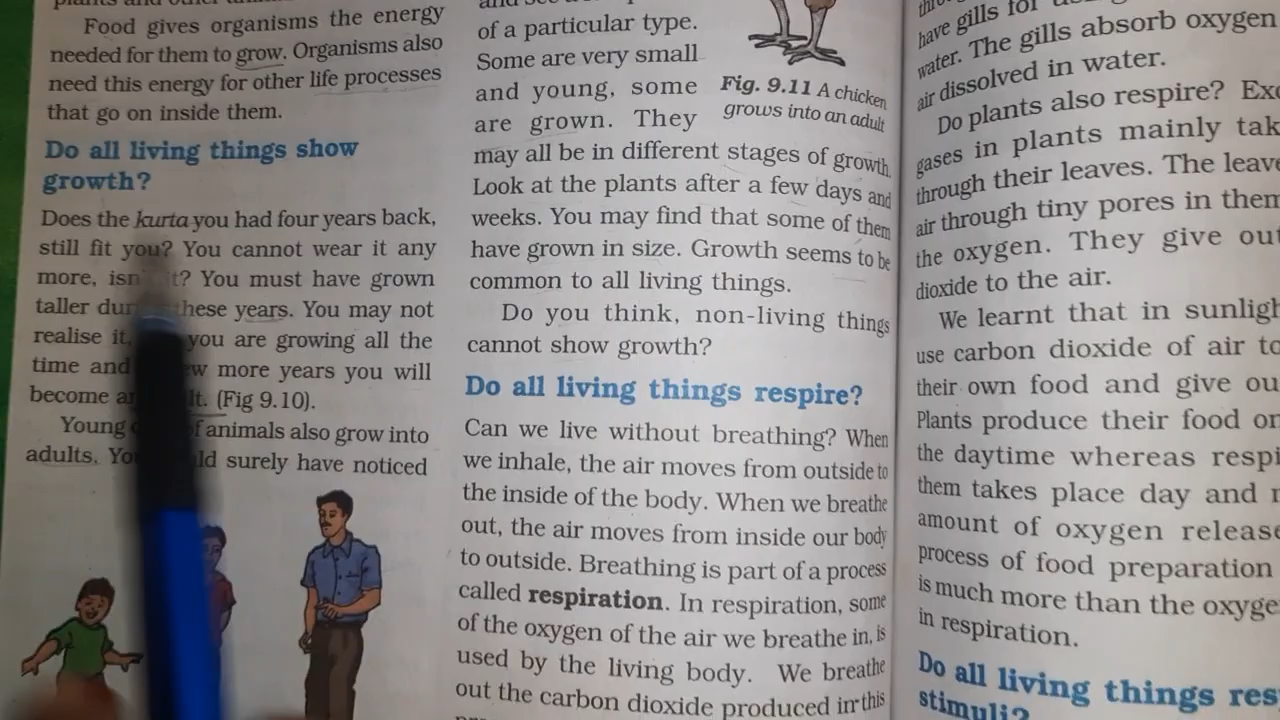 plants and other
Food gives organisms the energy
needed for them to grow. Organisms also
need this energy for other life processes
that go on inside them.
Do all living things show
growth?
Does the kurta you had four years back,
still fit you? You cannot wear it any
more, isn't it? You must have grown
taller these years. You may not
realise it, you are growing all the
time and more years you will
become (Fig 9.10).
Young of animals also grow into
adults. surely have noticed
of a particular type.
Some are very small
and young, some
are grown. They
Fig. 9.11 A chicken
grows into an adult
may all be in different stages of growth.
Look at the plants after a few days and
weeks. You may find that some of them
have grown in size. Growth seems to be
common to all living things.
Do you think, non-living things
cannot show growth?
Do all living things respire?
Can we live without breathing? When
we inhale, the air moves from outside to
the inside of the body. When we breathe
out, the air moves from inside our body
to outside. Breathing is part of a process
called respiration. In respiration, some
of the oxygen of the air we breathe in, is
used by the living body. We breathe
out the carbon dioxide produced in this
have gills for
water. The gills absorb oxygen
air dissolved in water.
Do plants also respire?
gases in plants mainly
through their leaves. The
air through tiny pores in
the oxygen. They give out
dioxide to the air.
We learnt that in
use carbon dioxide of air to
their own food and give
Plants produce their food
the daytime whereas
them takes place day and
amount of oxygen
process of food preparation
is much more than the
in respiration.
Do all living things
stimuli?